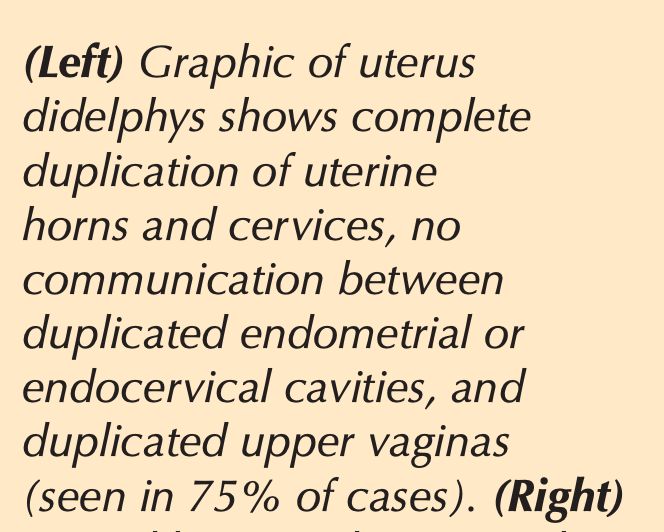 (Left) Graphic of uterus
didelphys shows complete
duplication of uterine
horns and cervices, no
communication between
duplicated endometrial or
endocervical cavities, and
duplicated upper vaginas
(seen in 75% of cases). (Right)